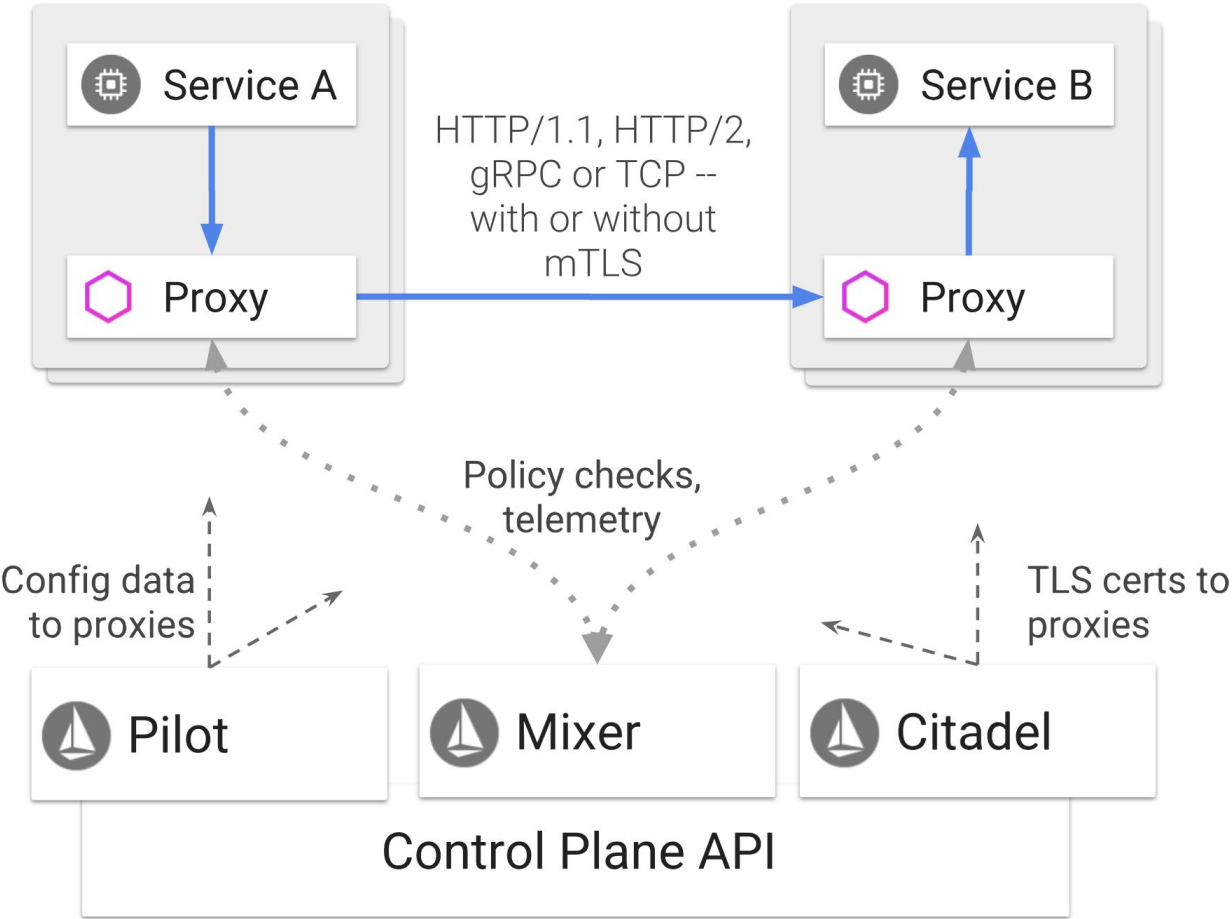 Service A
Service B
HTTP/1.1, HTTP/2,
gRPC or TCP --
with or without
mTLS
Proxy
Proxy
Policy checks,
telemetry
Config data
to proxies
TLS certs to
proxies
Pilot
Mixer
Citadel
Control Plane API